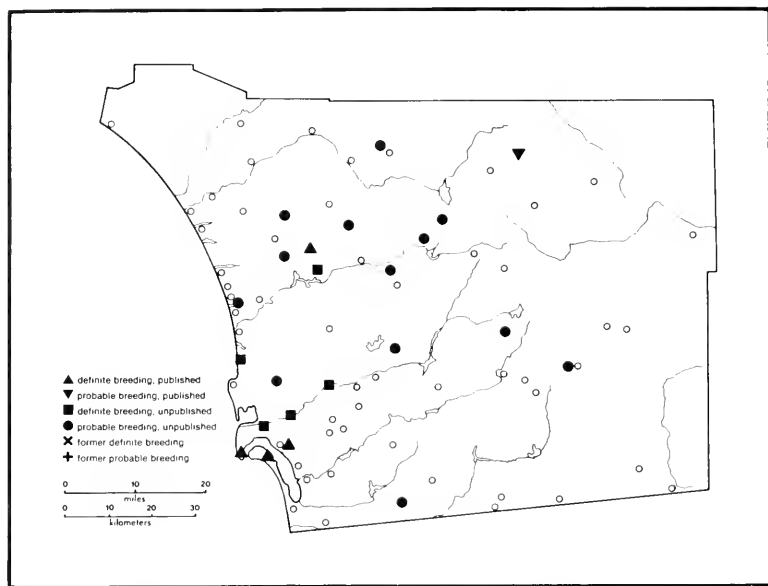 ▲ definite breeding, published
▼ probable breeding, published
■ definite breeding, unpublished
● probable breeding, unpublished
✕ former definite breeding
+ former probable breeding
0 10 20
miles
0 10 20 30
kilometers